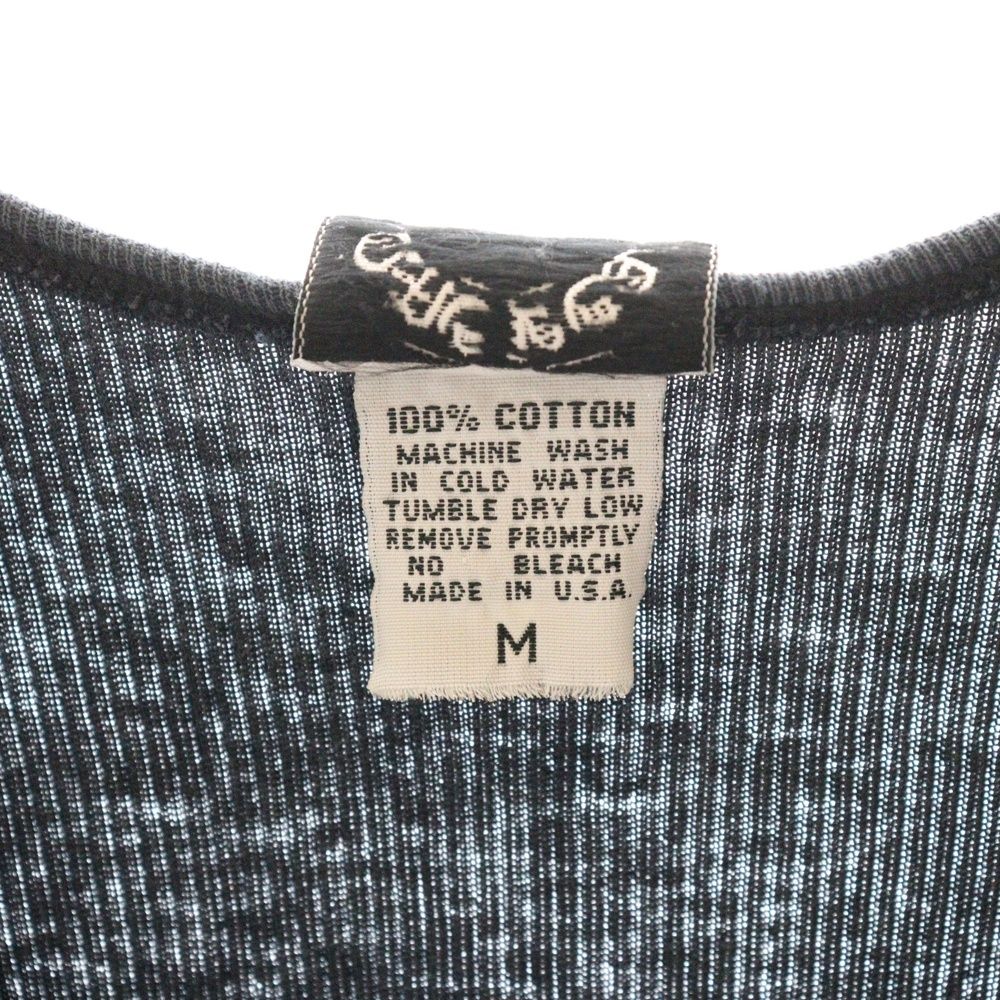 100% COTTON
MACHINE WASH
IN COLD WATER
TUMBLE DRY LOW
REMOVE PROMPTLY
NO BLEACH
MADE IN U.S.A.
M